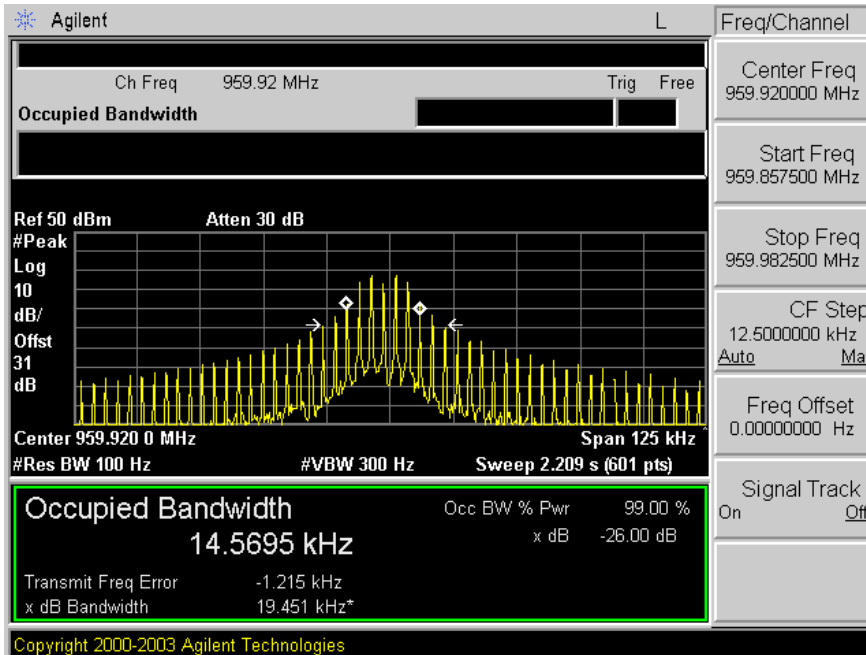 Agilent L
Freq/Channel
Ch Freq 959.92 MHz Trig Free
Occupied Bandwidth
Ref 50 dBm Atten 30 dB
#Peak
Log
10
dB/
Offst
31
dB
Center 959.920 0 MHz Span 125 kHz
#Res BW 100 Hz #VBW 300 Hz Sweep 2.209 s (601 pts)
Occupied Bandwidth Occ BW % Pwr 99.00 %
14.5695 kHz x dB -26.00 dB
Transmit Freq Error -1.215 kHz
x dB Bandwidth 19.451 kHz*
Copyright 2000-2003 Agilent Technologies
Center Freq
959.920000 MHz
Start Freq
959.857500 MHz
Stop Freq
959.982500 MHz
CF Step
12.5000000 kHz
Auto Ma
Freq Offset
0.00000000 Hz
Signal Track
On Off